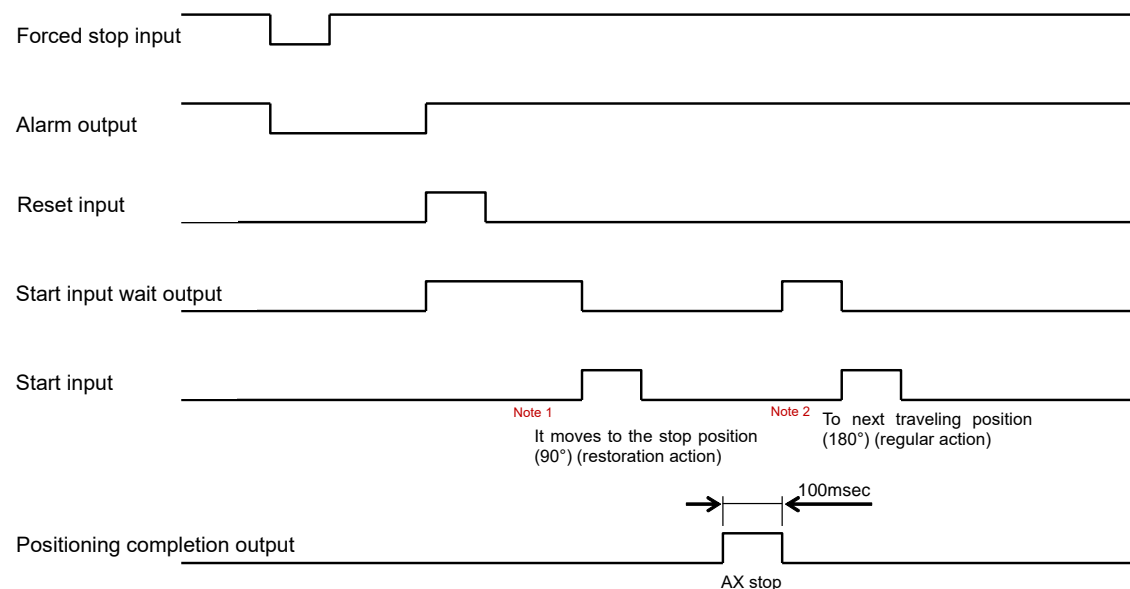 Forced stop input
Alarm output
Reset input
Start input wait output
Start input
Note 1
It moves to the stop position
(90°) (restoration action)
Note 2
To next traveling position
(180°) (regular action)
100msec
Positioning completion output
AX stop